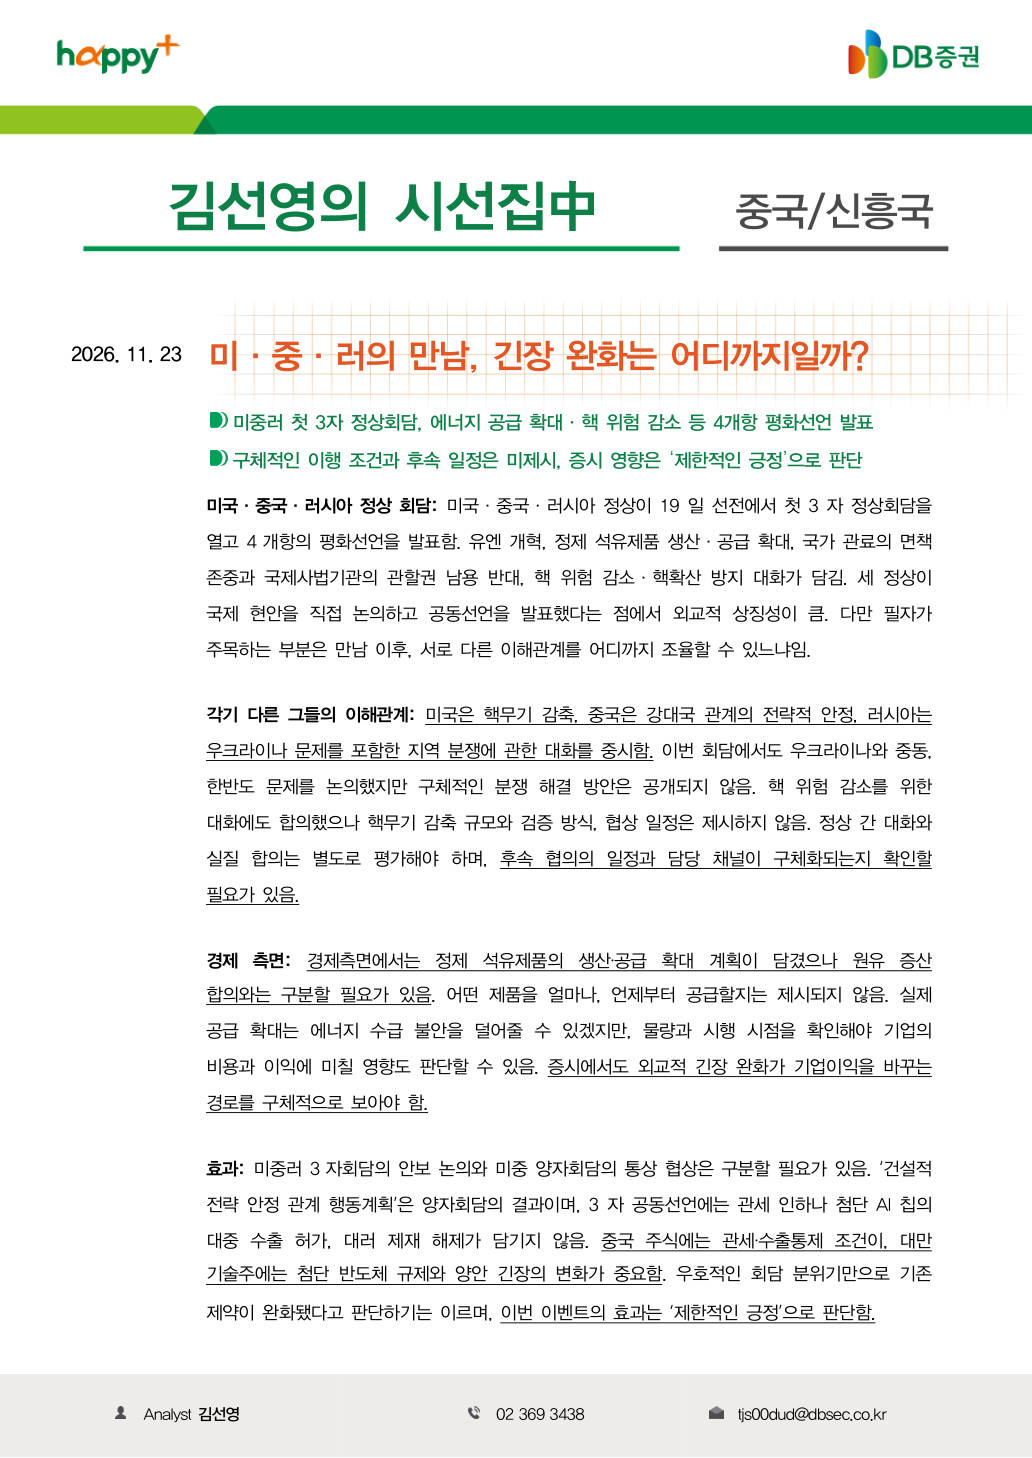 happy+
DB증권
김선영의 시선집中
중국/신흥국
2026. 11. 23
미 · 중 · 러의 만남, 긴장 완화는 어디까지일까?
미중러 첫 3자 정상회담, 에너지 공급 확대 · 핵 위험 감소 등 4개항 평화선언 발표
구체적인 이행 조건과 후속 일정은 미제시, 증시 영향은 '제한적인 긍정'으로 판단
미국 · 중국 · 러시아 정상 회담: 미국 · 중국 · 러시아 정상이 19 일 선전에서 첫 3 자 정상회담을
열고 4 개항의 평화선언을 발표함. 유엔 개혁, 정제 석유제품 생산 · 공급 확대, 국가 관료의 면책
존중과 국제사법기관의 관할권 남용 반대, 핵 위험 감소 · 핵확산 방지 대화가 담김. 세 정상이
국제 현안을 직접 논의하고 공동선언을 발표했다는 점에서 외교적 상징성이 큼. 다만 필자가
주목하는 부분은 만남 이후, 서로 다른 이해관계를 어디까지 조율할 수 있느냐임.
각기 다른 그들의 이해관계: 미국은 핵무기 감축, 중국은 강대국 관계의 전략적 안정, 러시아는
우크라이나 문제를 포함한 지역 분쟁에 관한 대화를 중시함. 이번 회담에서도 우크라이나와 중동,
한반도 문제를 논의했지만 구체적인 분쟁 해결 방안은 공개되지 않음. 핵 위험 감소를 위한
대화에도 합의했으나 핵무기 감축 규모와 검증 방식, 협상 일정은 제시하지 않음. 정상 간 대화와
실질 합의는 별도로 평가해야 하며, 후속 협의의 일정과 담당 채널이 구체화되는지 확인할
필요가 있음.
경제 측면: 경제측면에서는 정제 석유제품의 생산·공급 확대 계획이 담겼으나 원유 증산
합의와는 구분할 필요가 있음. 어떤 제품을 얼마나, 언제부터 공급할지는 제시되지 않음. 실제
공급 확대는 에너지 수급 불안을 덜어줄 수 있겠지만, 물량과 시행 시점을 확인해야 기업의
비용과 이익에 미칠 영향도 판단할 수 있음. 증시에서도 외교적 긴장 완화가 기업이익을 바꾸는
경로를 구체적으로 보아야 함.
효과: 미중러 3 자회담의 안보 논의와 미중 양자회담의 통상 협상은 구분할 필요가 있음. '건설적
전략 안정 관계 행동계획'은 양자회담의 결과이며, 3 자 공동선언에는 관세 인하나 첨단 AI 칩의
대중 수출 허가, 대러 제재 해제가 담기지 않음. 중국 주식에는 관세·수출통제 조건이, 대만
기술주에는 첨단 반도체 규제와 양안 긴장의 변화가 중요함. 우호적인 회담 분위기만으로 기존
제약이 완화됐다고 판단하기는 이르며, 이번 이벤트의 효과는 '제한적인 긍정'으로 판단함.
Analyst 김선영
02 369 3438
tjs00dud@dbsec.co.kr